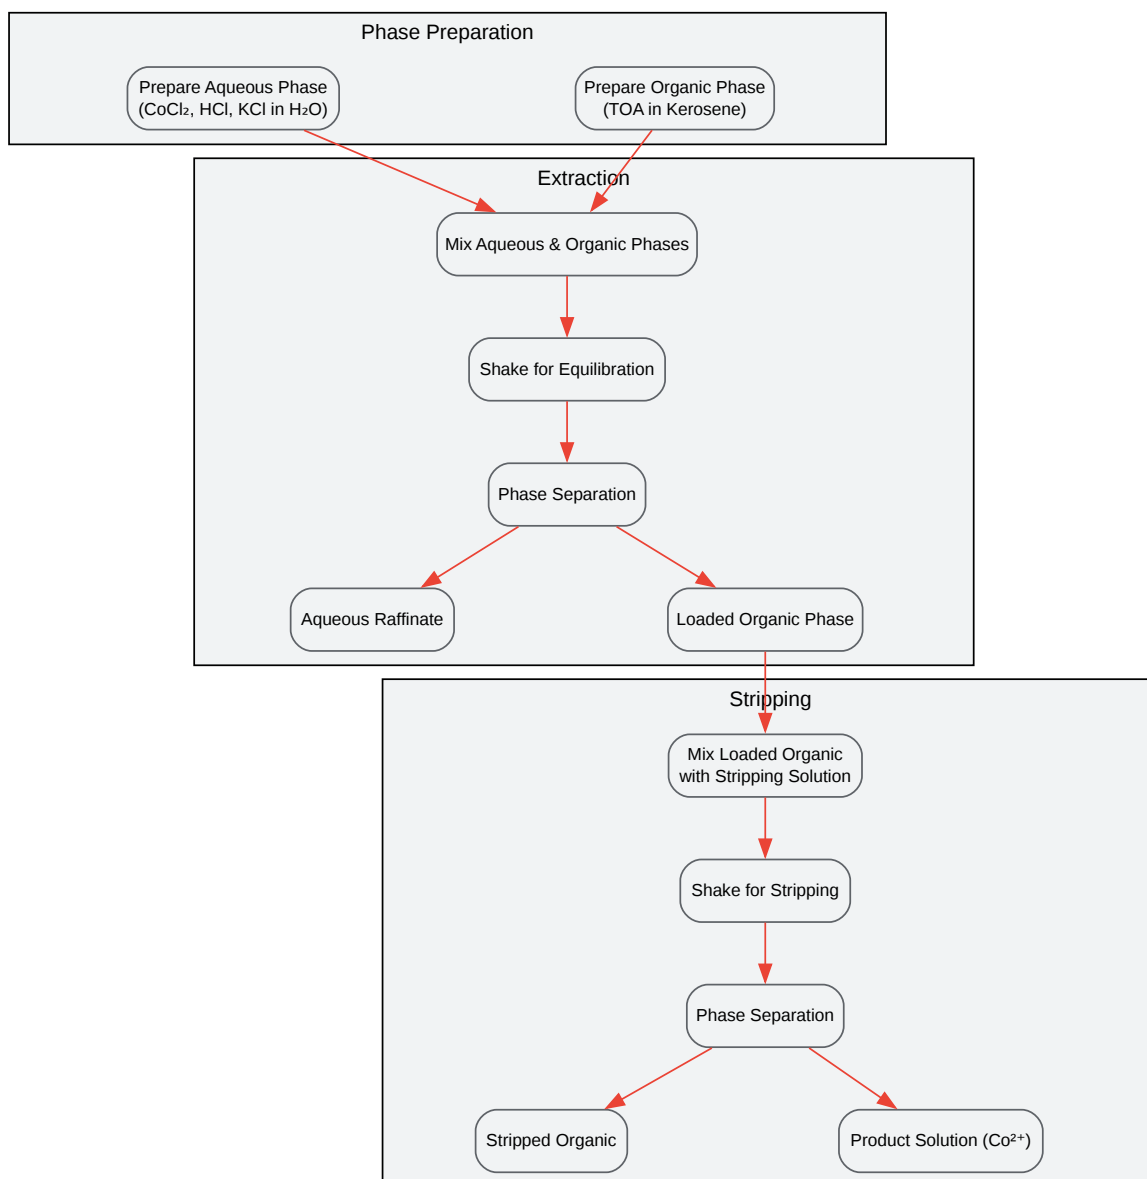 Phase Preparation
Prepare Aqueous Phase
(CoCl₂, HCl, KCl in H₂O)
Prepare Organic Phase
(TOA in Kerosene)
Extraction
Mix Aqueous & Organic Phases
Shake for Equilibration
Phase Separation
Aqueous Raffinate
Loaded Organic Phase
Stripping
Mix Loaded Organic
with Stripping Solution
Shake for Stripping
Phase Separation
Stripped Organic
Product Solution (Co²⁺)